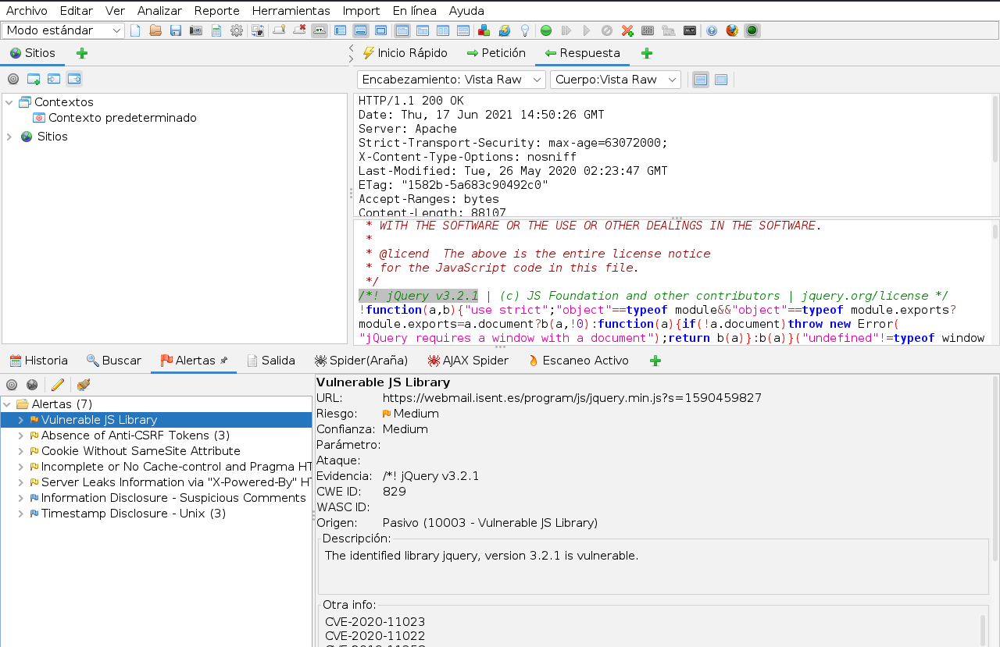 Archivo Editar Ver Analizar Reporte Herramientas Import En línea Ayuda
Modo estándar
Sitios
Inicio Rápido Petición Respuesta
Encabezamiento: Vista Raw Cuerpo:Vista Raw
Contextos
Contexto predeterminado
Sitios
HTTP/1.1 200 OK
Date: Thu, 17 Jun 2021 14:50:26 GMT
Server: Apache
Strict-Transport-Security: max-age=63072000;
X-Content-Type-Options: nosniff
Last-Modified: Tue, 26 May 2020 02:23:47 GMT
ETag: "1582b-5a683c90492c0"
Accept-Ranges: bytes
Content-Length: 88107
* WITH THE SOFTWARE OR THE USE OR OTHER DEALINGS IN THE SOFTWARE.
*
* @licend  The above is the entire license notice
* for the JavaScript code in this file.
*/
/*! jQuery v3.2.1 | (c) JS Foundation and other contributors | jquery.org/license */
!function(a,b){"use strict";"object"==typeof module&&"object"==typeof module.exports?
module.exports=a.document?b(a,!0):function(a){if(!a.document)throw new Error(
"jQuery requires a window with a document");return b(a)}:b(a)}("undefined"!=typeof window
Historia Buscar Alertas Salida Spider(Araña) AJAX Spider Escaneo Activo
Alertas (7)
Vulnerable JS Library
Absence of Anti-CSRF Tokens (3)
Cookie Without SameSite Attribute
Incomplete or No Cache-control and Pragma HT
Server Leaks Information via "X-Powered-By" HT
Information Disclosure - Suspicious Comments
Timestamp Disclosure - Unix (3)
Vulnerable JS Library
URL: https://webmail.isent.es/program/js/jquery.min.js?s=1590459827
Riesgo: Medium
Confianza: Medium
Parámetro:
Ataque:
Evidencia: /*! jQuery v3.2.1
CWE ID: 829
WASC ID:
Origen: Pasivo (10003 - Vulnerable JS Library)
Descripción:
The identified library jquery, version 3.2.1 is vulnerable.
Otra info:
CVE-2020-11023
CVE-2020-11022